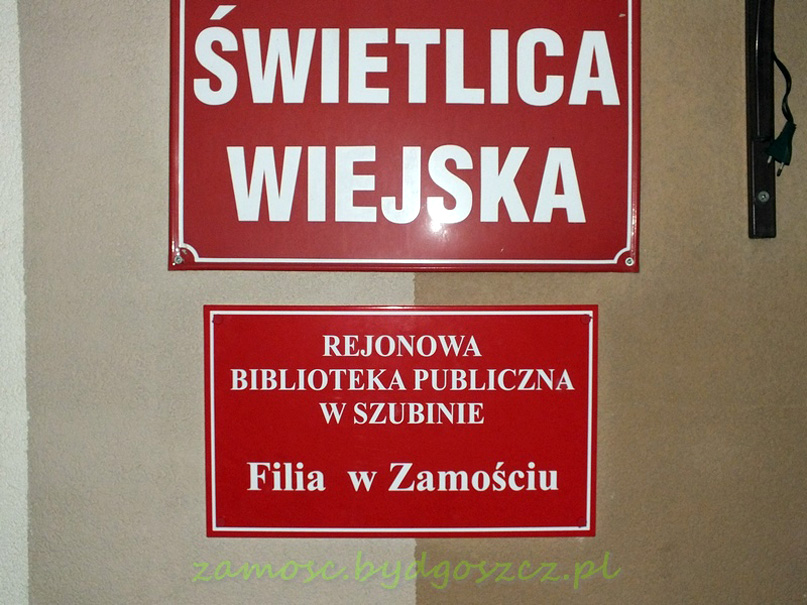 ŚWIETLICA
WIEJSKA
REJONOWA
BIBLIOTEKA PUBLICZNA
W SZUBINIE
Filia w Zamościu
zamosc.bydgoszcz.pl